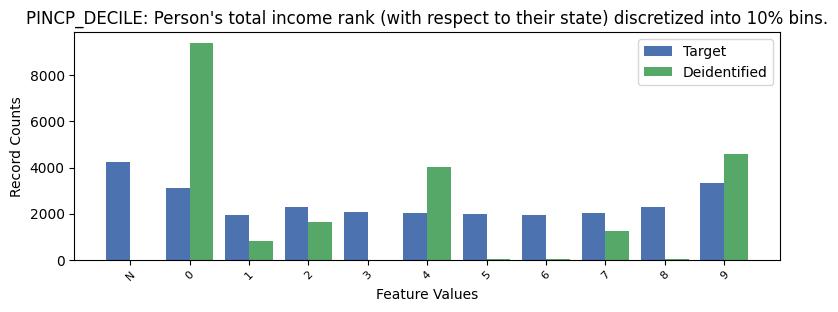 PINCP_DECILE: Person's total income rank (with respect to their state) discretized into 10% bins.
Target
Deidentified
Record Counts
8000
6000
4000
2000
0
N 0 1 2 3 4 5 6 7 8 9
Feature Values